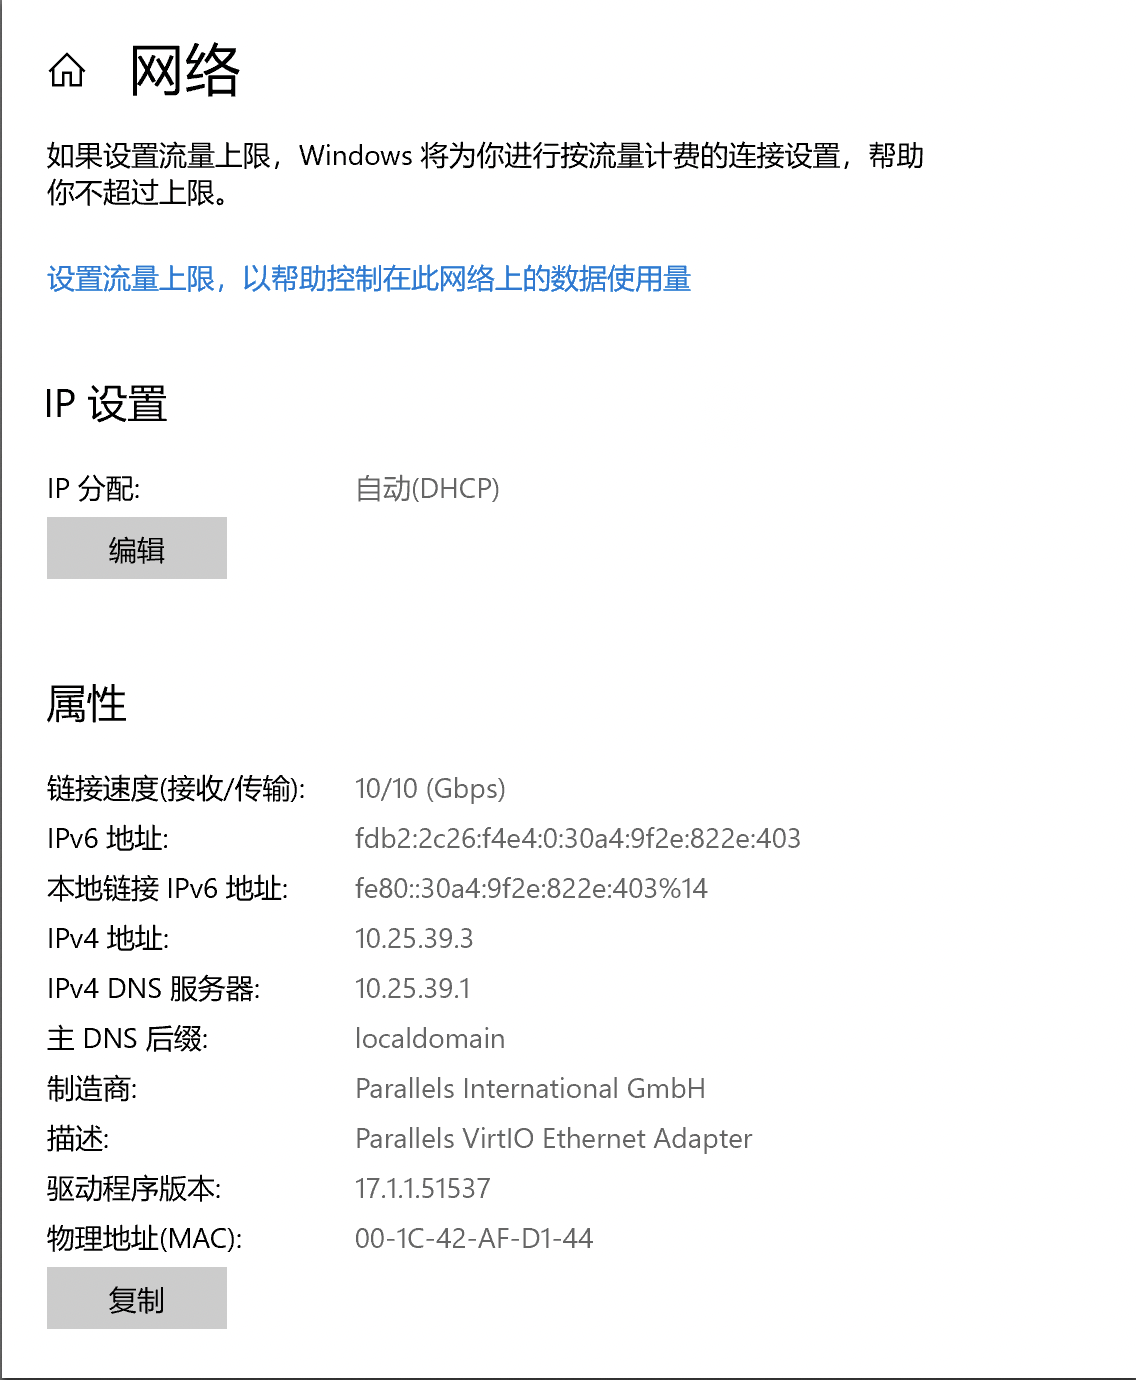 网络
如果设置流量上限，Windows 将为你进行按流量计费的连接设置，帮助
你不超过上限。
设置流量上限，以帮助控制在此网络上的数据使用量
IP 设置
IP 分配: 自动(DHCP)
编辑
属性
链接速度(接收/传输): 10/10 (Gbps)
IPv6 地址: fdb2:2c26:f4e4:0:30a4:9f2e:822e:403
本地链接 IPv6 地址: fe80::30a4:9f2e:822e:403%14
IPv4 地址: 10.25.39.3
IPv4 DNS 服务器: 10.25.39.1
主 DNS 后缀: localdomain
制造商: Parallels International GmbH
描述: Parallels VirtIO Ethernet Adapter
驱动程序版本: 17.1.1.51537
物理地址(MAC): 00-1C-42-AF-D1-44
复制